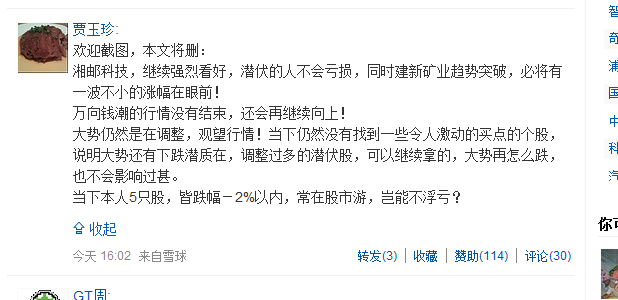 贾玉珍:
欢迎截图，本文将删：
湘邮科技，继续强烈看好，潜伏的人不会亏损，同时建新矿业趋势突破，必将有
一波不小的涨幅在眼前！
万向钱潮的行情没有结束，还会再继续向上！
大势仍然是在调整，观望行情！当下仍然没有找到一些令人激动的买点的个股，
说明大势还有下跌潜质在，调整过多的潜伏股，可以继续拿的，大势再怎么跌，
也不会影响过甚。
当下本人5只股，皆跌幅－2%以内，常在股市游，岂能不浮亏？
收起
今天 16:02 来自雪球
转发(3) | 收藏 | 赞助(114) | 评论(30)
GT周:
奇
国
中
科
汽
你可